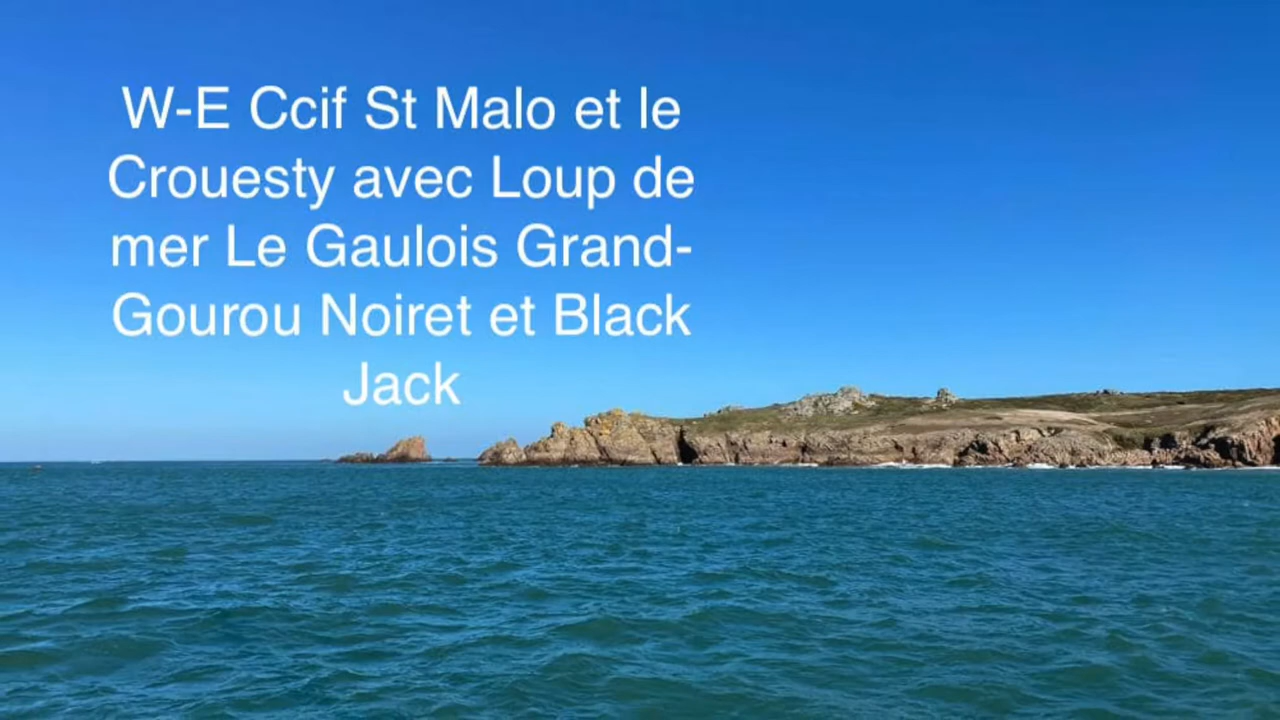 W-E Ccif St Malo et le
Crouesty avec Loup de
mer Le Gaulois Grand-
Gourou Noiret et Black
Jack